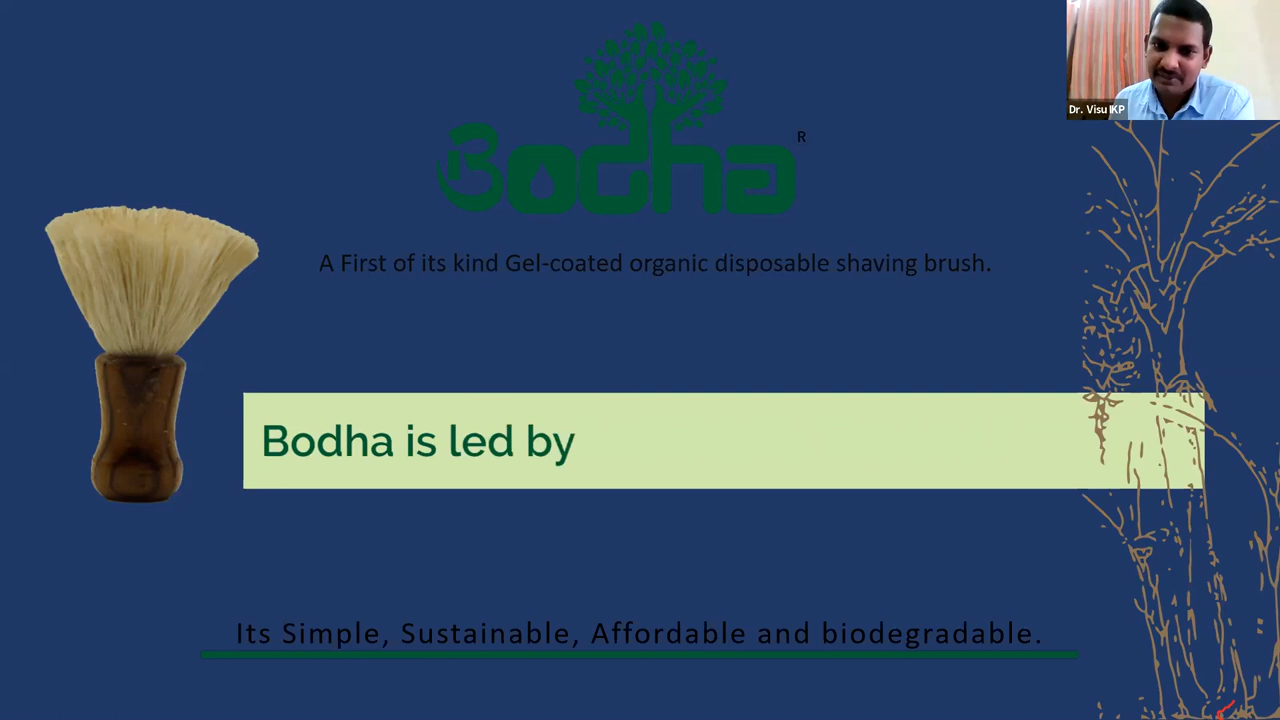 Dr. Visu IKP
Bodha
R
A First of its kind Gel-coated organic disposable shaving brush.
Bodha is led by
Its Simple, Sustainable, Affordable and biodegradable.